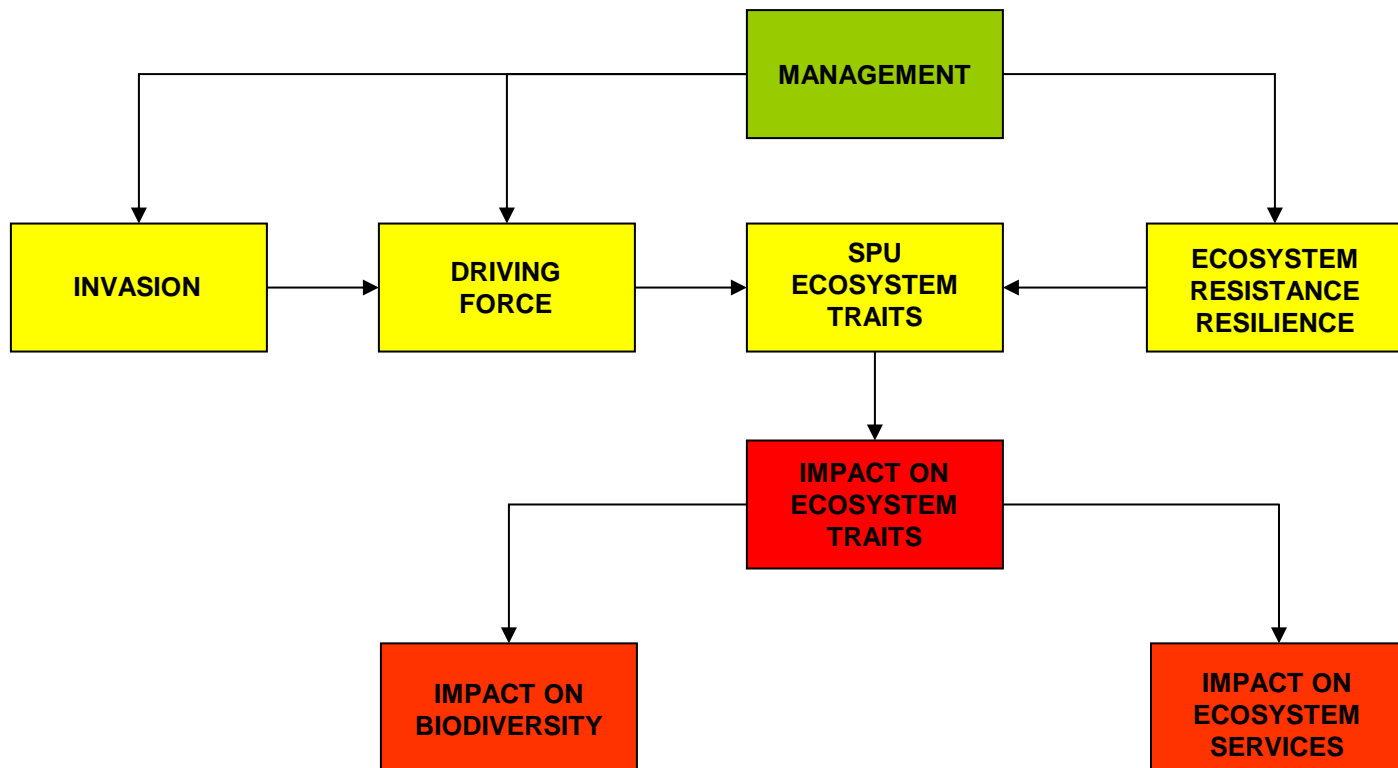 MANAGEMENT
INVASION
DRIVING
FORCE
SPU
ECOSYSTEM
TRAITS
ECOSYSTEM
RESISTANCE
RESILIENCE
IMPACT ON
ECOSYSTEM
TRAITS
IMPACT ON
BIODIVERSITY
IMPACT ON
ECOSYSTEM
SERVICES